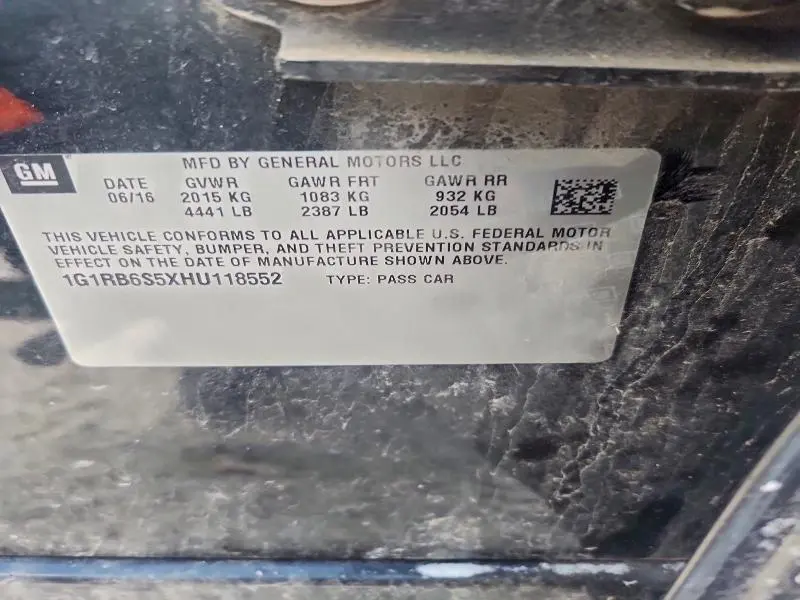 GM
MFD BY GENERAL MOTORS LLC
DATE GVWR GAWR FRT GAWR RR
06/16 2015 KG 1083 KG 932 KG
4441 LB 2387 LB 2054 LB
THIS VEHICLE CONFORMS TO ALL APPLICABLE U.S. FEDERAL MOTOR
VEHICLE SAFETY, BUMPER, AND THEFT PREVENTION STANDARDS IN
EFFECT ON THE DATE OF MANUFACTURE SHOWN ABOVE.
1G1RB6S5XHU118552 TYPE: PASS CAR